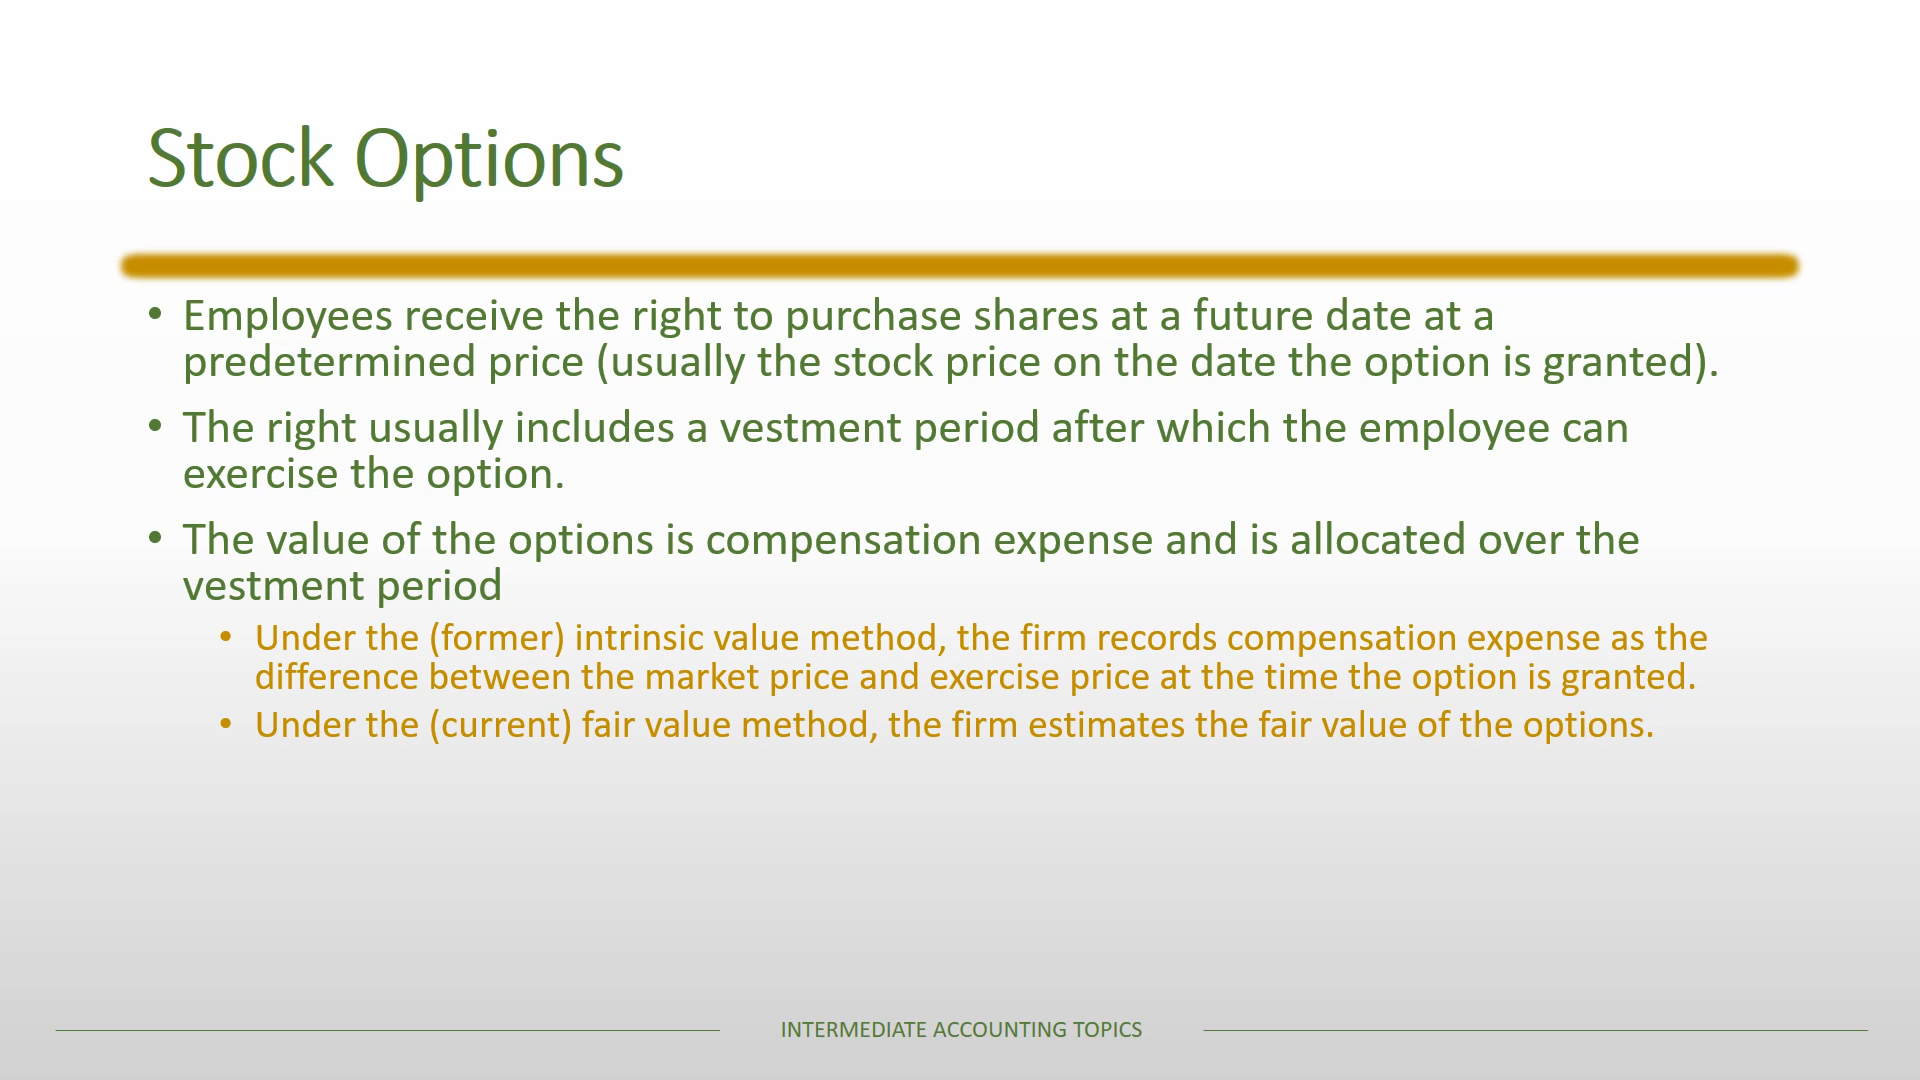 Stock Options
• Employees receive the right to purchase shares at a future date at a
predetermined price (usually the stock price on the date the option is granted).
• The right usually includes a vestment period after which the employee can
exercise the option.
• The value of the options is compensation expense and is allocated over the
vestment period
• Under the (former) intrinsic value method, the firm records compensation expense as the
difference between the market price and exercise price at the time the option is granted.
• Under the (current) fair value method, the firm estimates the fair value of the options.
INTERMEDIATE ACCOUNTING TOPICS